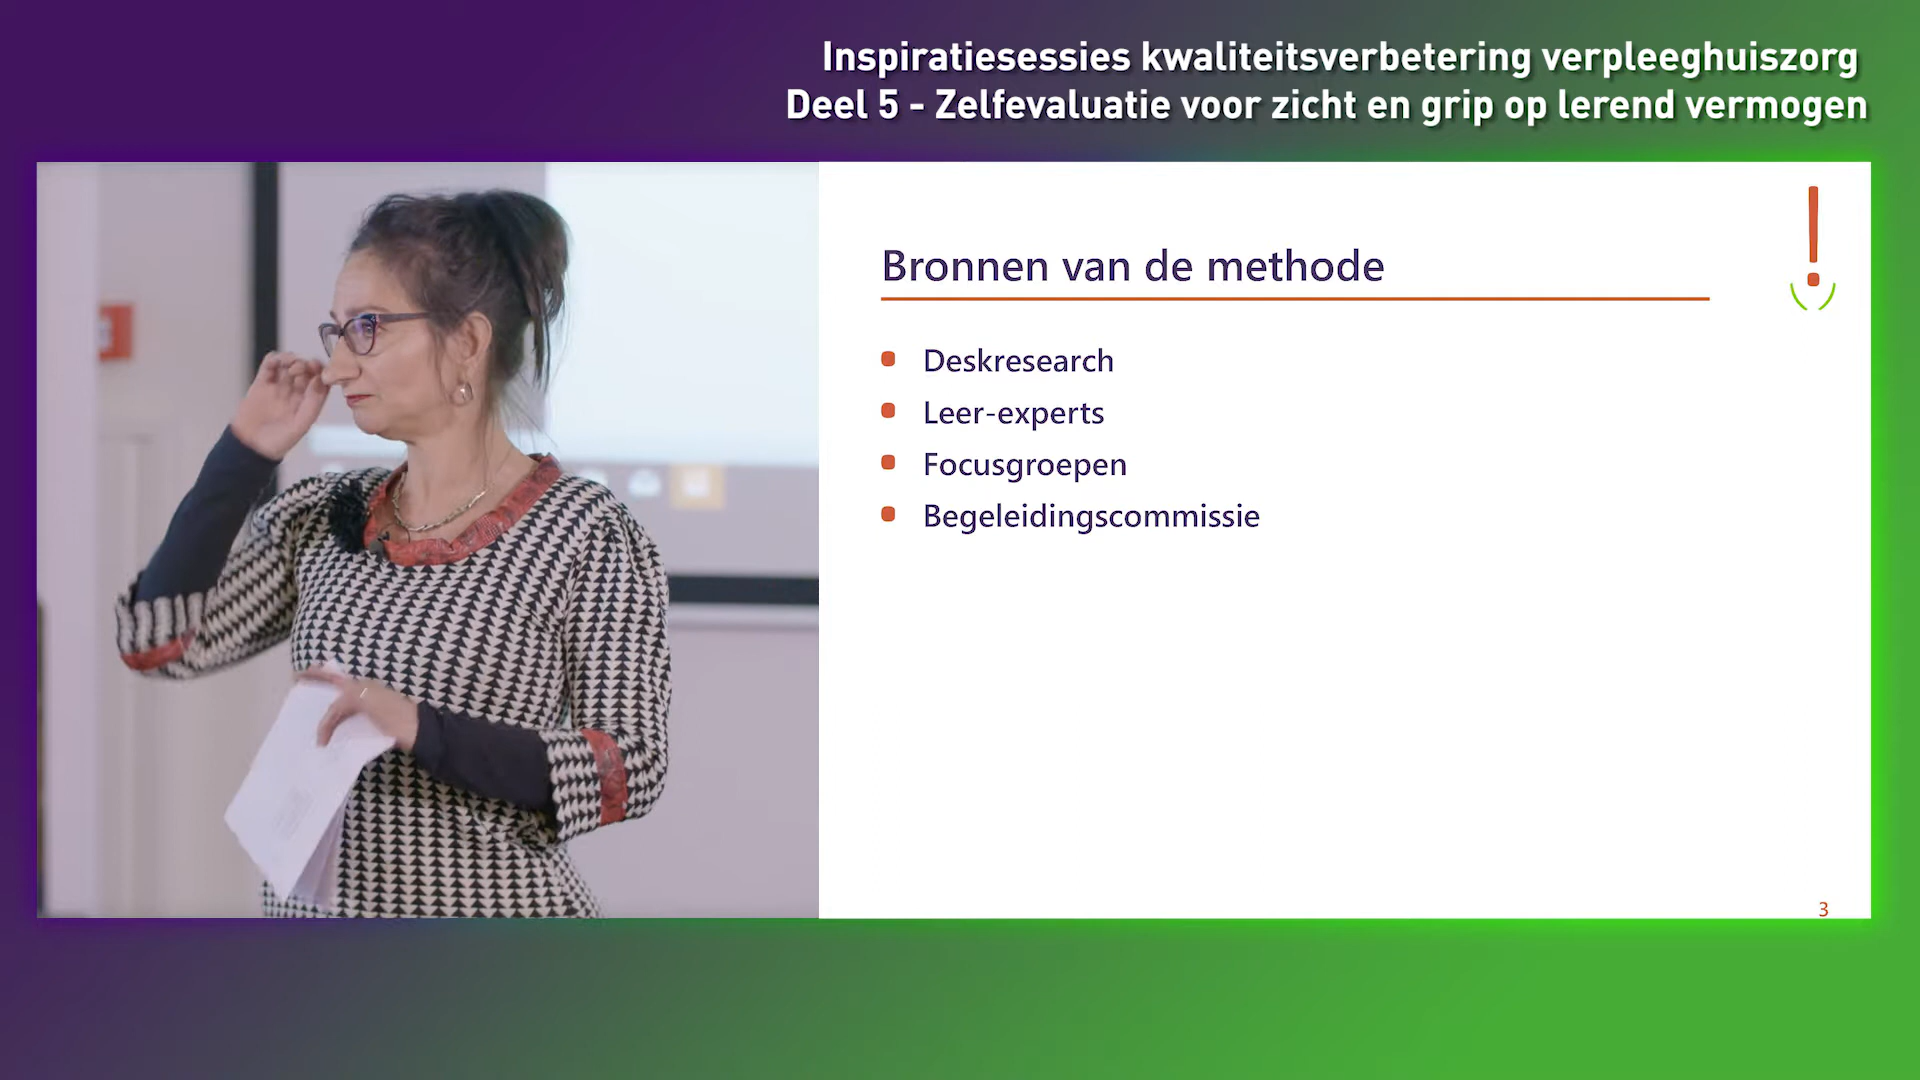 Inspiratiesessies kwaliteitsverbetering verpleeghuiszorg
Deel 5 - Zelfevaluatie voor zicht en grip op lerend vermogen
Bronnen van de methode
Deskresearch
Leer-experts
Focusgroepen
Begeleidingscommissie
3